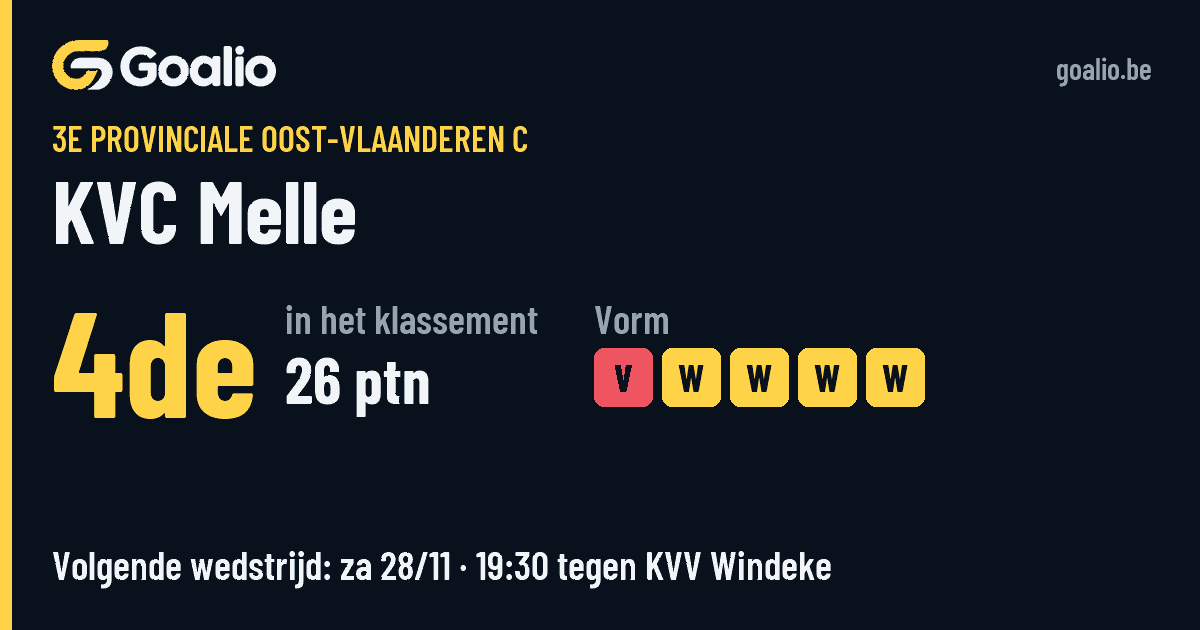 Goalio
goalio.be
3E PROVINCIALE OOST-VLAANDEREN C
KVC Melle
4de
in het klassement
26 ptn
Vorm
V W W W W
Volgende wedstrijd: za 28/11 · 19:30 tegen KVV Windeke